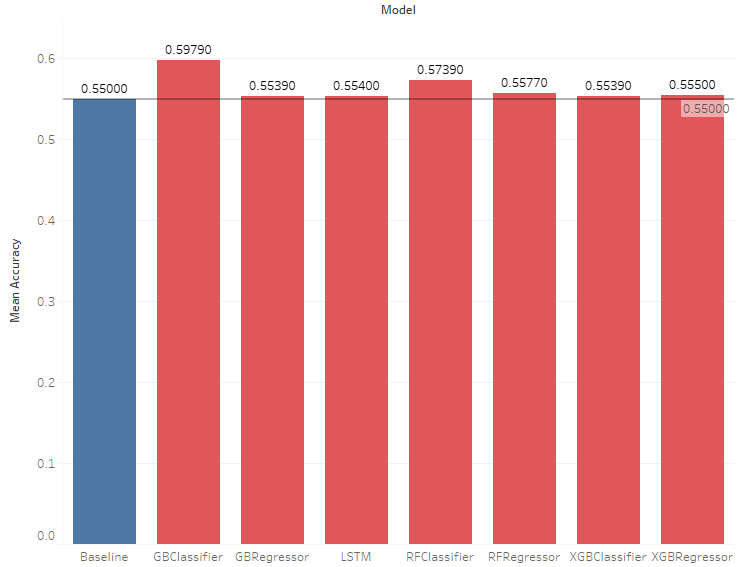 Model
Mean Accuracy
0.6
0.5
0.4
0.3
0.2
0.1
0.0
0.55000
0.59790
0.55390
0.55400
0.57390
0.55770
0.55390
0.55500
0.55000
Baseline
GBClassifier
GBRegressor
LSTM
RFClassifier
RFRegressor
XGBClassifier
XGBRegressor